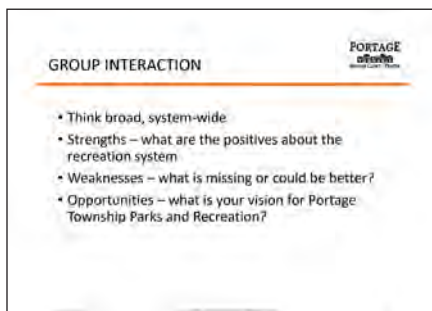 PORTAGE
GROUP INTERACTION
• Think broad, system-wide
• Strengths – what are the positives about the
recreation system
• Weaknesses – what is missing or could be better?
• Opportunities – what is your vision for Portage
Township Parks and Recreation?